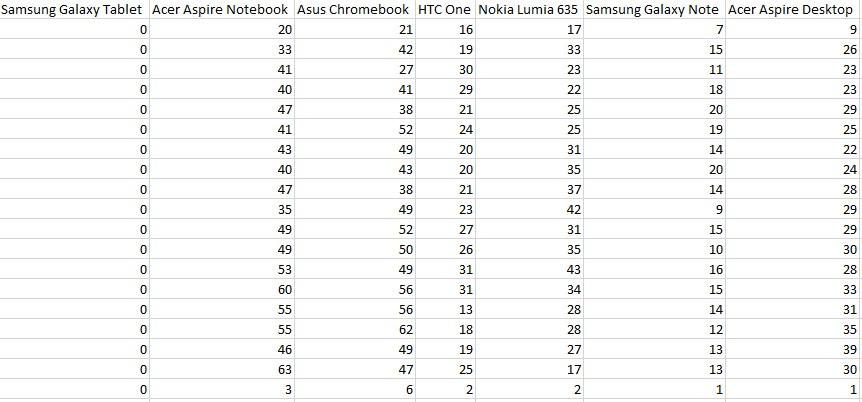 Samsung Galaxy Tablet Acer Aspire Notebook Asus Chromebook HTC One Nokia Lumia 635 Samsung Galaxy Note Acer Aspire Desktop
0 20 21 16 17 7 9
0 33 42 19 33 15 26
0 41 27 30 23 11 23
0 40 41 29 22 18 23
0 47 38 21 25 20 29
0 41 52 24 25 19 25
0 43 49 20 31 14 22
0 40 43 20 35 20 24
0 47 38 21 37 14 28
0 35 49 23 42 9 29
0 49 52 27 31 15 29
0 49 50 26 35 10 30
0 53 49 31 43 16 28
0 60 56 31 34 15 33
0 55 56 13 28 14 31
0 55 62 18 28 12 35
0 46 49 19 27 13 39
0 63 47 25 17 13 30
0 3 6 2 2 1 1